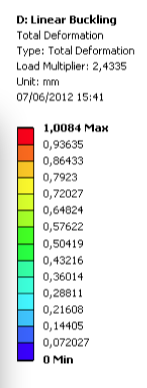 D: Linear Buckling
Total Deformation
Type: Total Deformation
Load Multiplier: 2,4335
Unit: mm
07/06/2012 15:41
1,0084 Max
0,93635
0,86433
0,7923
0,72027
0,64824
0,57622
0,50419
0,43216
0,36014
0,28811
0,21608
0,14405
0,072027
0 Min